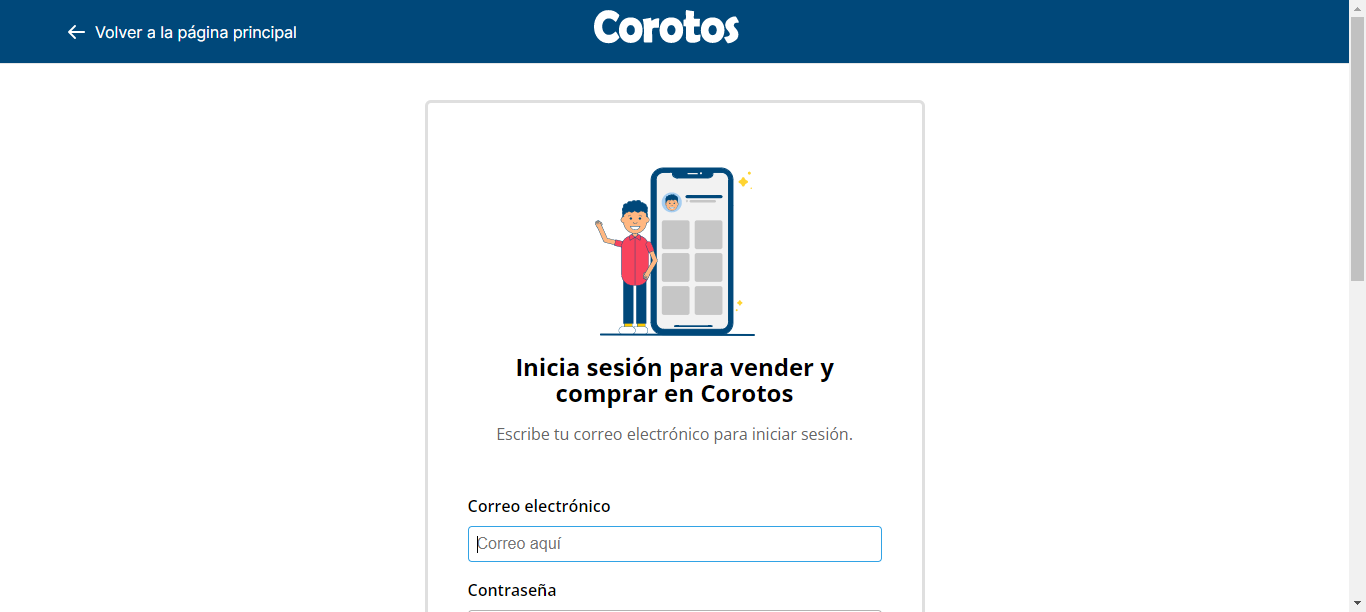 Volver a la página principal
Corotos
Inicia sesión para vender y
comprar en Corotos
Escribe tu correo electrónico para iniciar sesión.
Correo electrónico
Correo aquí
Contraseña